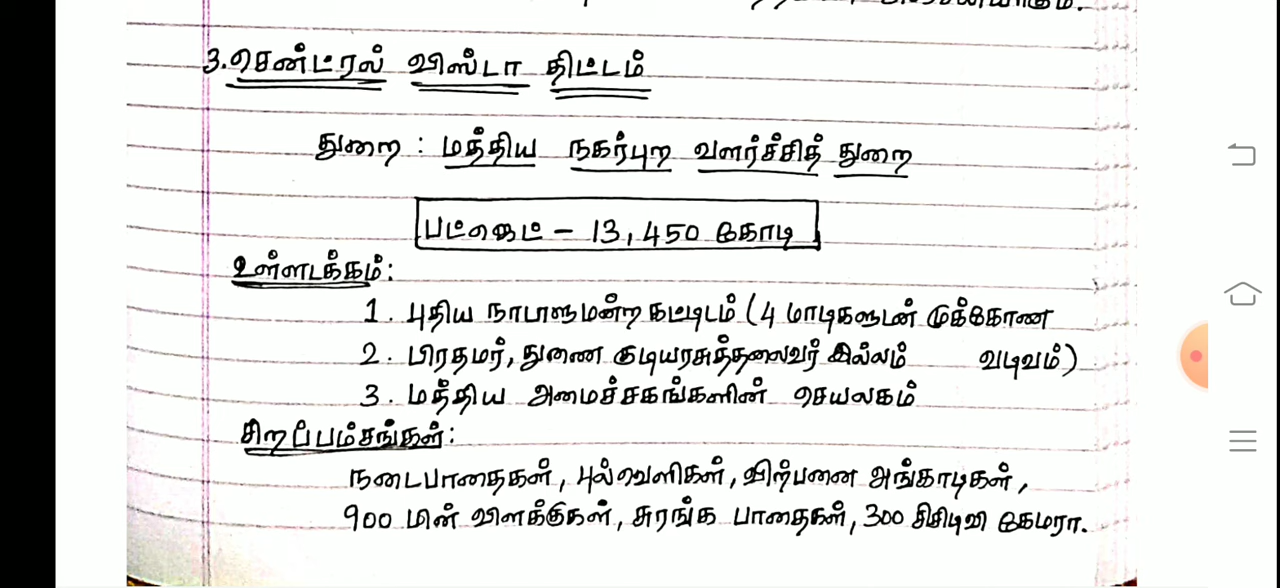 3. சென்ட்ரல் விஸ்டா திட்டம்
துறை : மத்திய நகர்புற வளர்ச்சித் துறை
பட்ஜெட் – 13,450 கோடி
உள்ளடக்கம்:
1. புதிய நாபாளுமன்ற கட்டிடம் (4 மாடிகளுடன் முக்கோண
2. பிரதமர், துணை குடியரசுத்தலைவர் இல்லம் வடிவம்)
3. மத்திய அமைச்சகங்களின் செயலகம்
சிறப்பம்சங்கள்:
நடைபாதைகள், புல்வெளிகள், விற்பனை அங்காடிகள்,
900 மின் விளக்குகள், சுரங்க பாதைகள், 300 சிசிடிவி கேமரா.